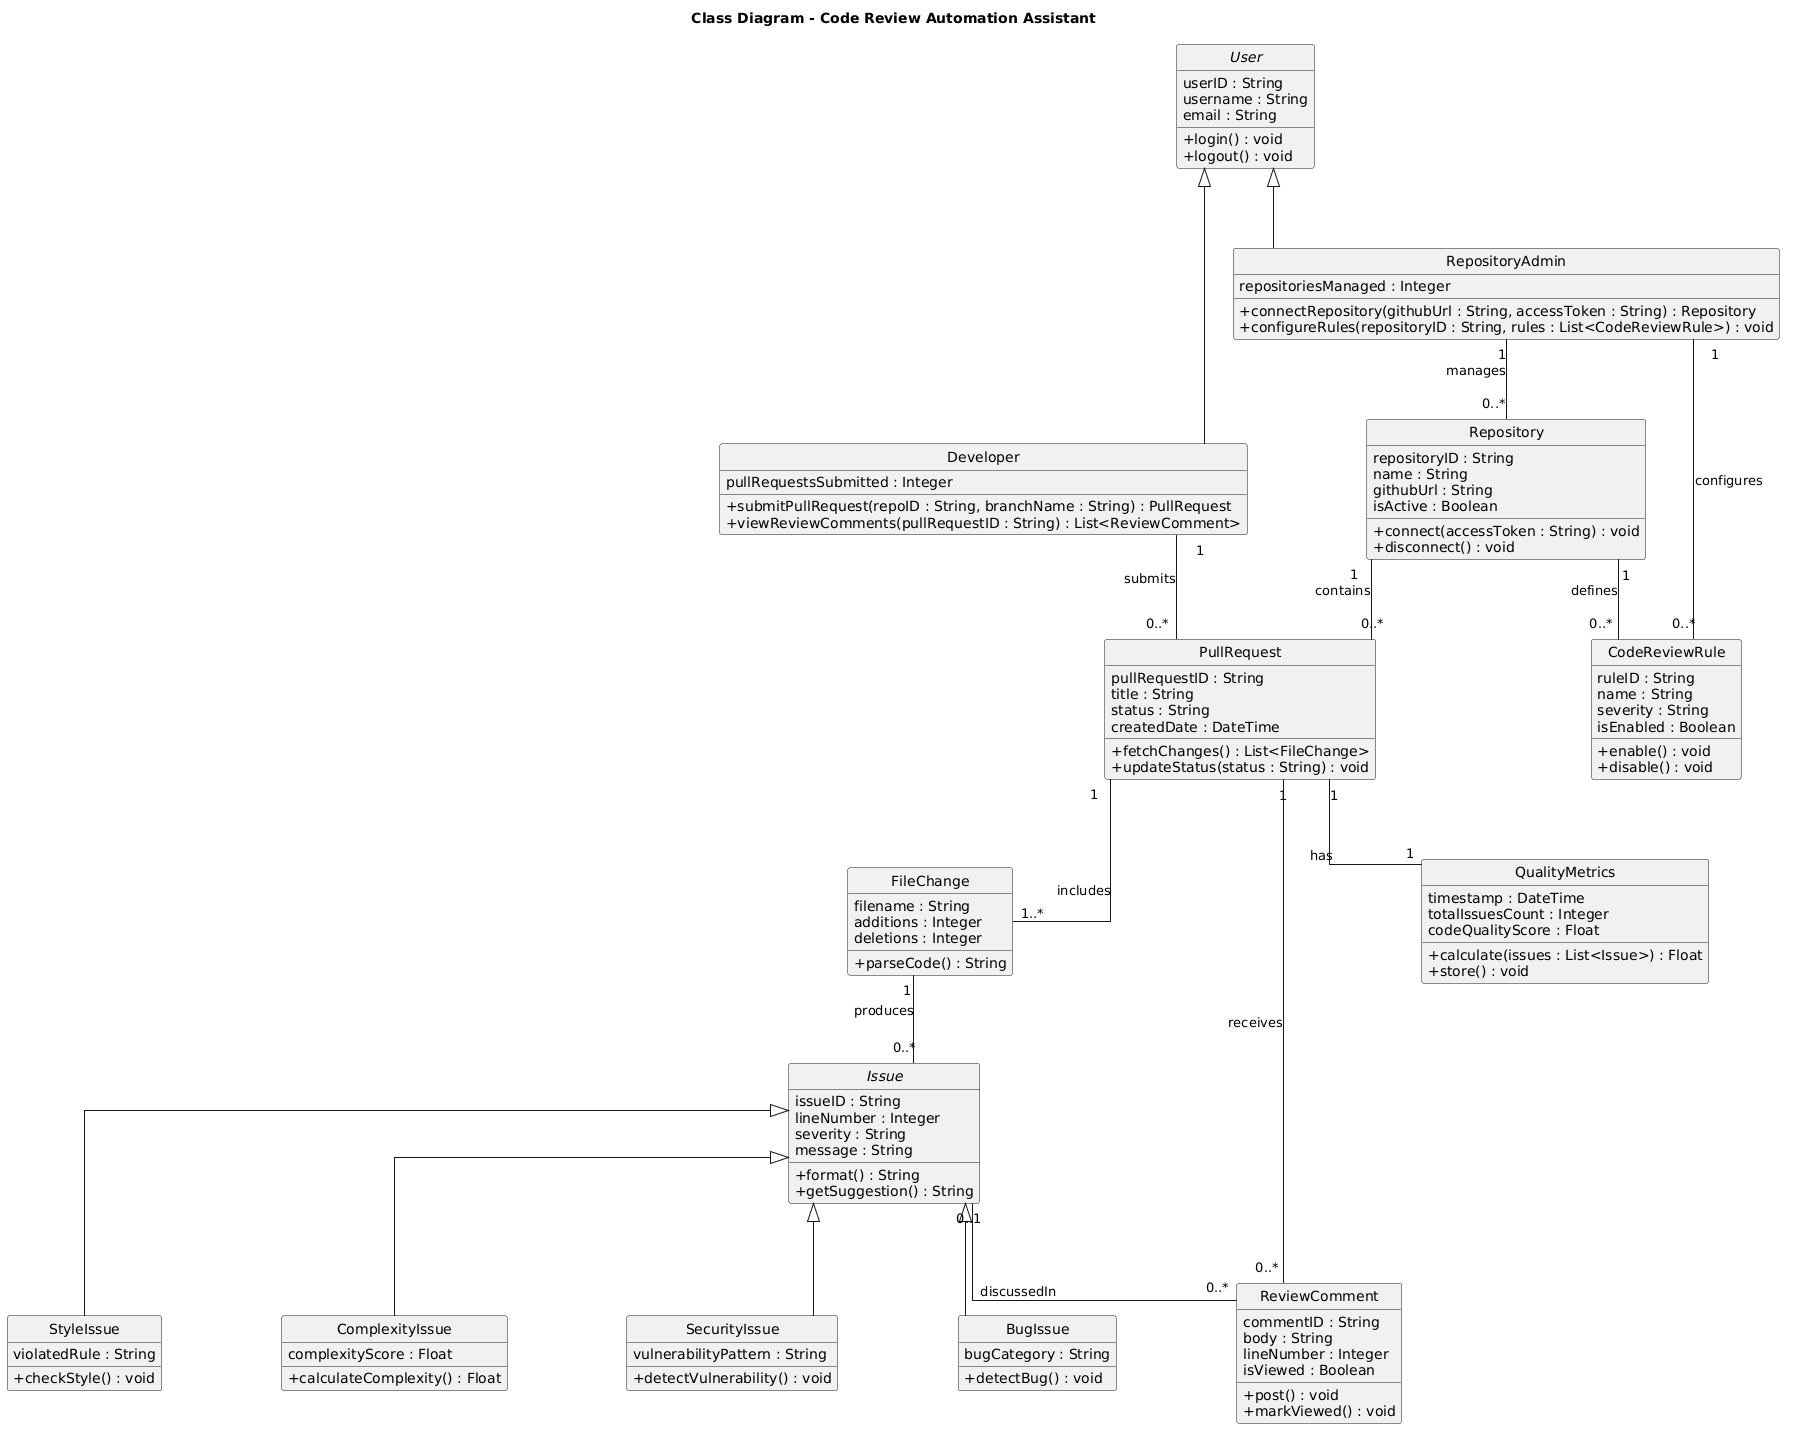 Class Diagram - Code Review Automation Assistant
User
userID : String
username : String
email : String
+login() : void
+logout() : void
RepositoryAdmin
repositoriesManaged : Integer
+connectRepository(githubUrl : String, accessToken : String) : Repository
+configureRules(repositoryID : String, rules : List<CodeReviewRule>) : void
1
manages
0..*
1
configures
0..*
Developer
pullRequestsSubmitted : Integer
+submitPullRequest(repoID : String, branchName : String) : PullRequest
+viewReviewComments(pullRequestID : String) : List<ReviewComment>
Repository
repositoryID : String
name : String
githubUrl : String
isActive : Boolean
+connect(accessToken : String) : void
+disconnect() : void
1
submits
0..*
1
contains
0..*
1
defines
0..*
PullRequest
pullRequestID : String
title : String
status : String
createdDate : DateTime
+fetchChanges() : List<FileChange>
+updateStatus(status : String) : void
CodeReviewRule
ruleID : String
name : String
severity : String
isEnabled : Boolean
+enable() : void
+disable() : void
1
includes
1..*
1
receives
0..*
1
has
1
FileChange
filename : String
additions : Integer
deletions : Integer
+parseCode() : String
QualityMetrics
timestamp : DateTime
totalIssuesCount : Integer
codeQualityScore : Float
+calculate(issues : List<Issue>) : Float
+store() : void
1
produces
0..*
Issue
issueID : String
lineNumber : Integer
severity : String
message : String
+format() : String
+getSuggestion() : String
0..1
discussedIn
0..*
StyleIssue
violatedRule : String
+checkStyle() : void
ComplexityIssue
complexityScore : Float
+calculateComplexity() : Float
SecurityIssue
vulnerabilityPattern : String
+detectVulnerability() : void
BugIssue
bugCategory : String
+detectBug() : void
ReviewComment
commentID : String
body : String
lineNumber : Integer
isViewed : Boolean
+post() : void
+markViewed() : void